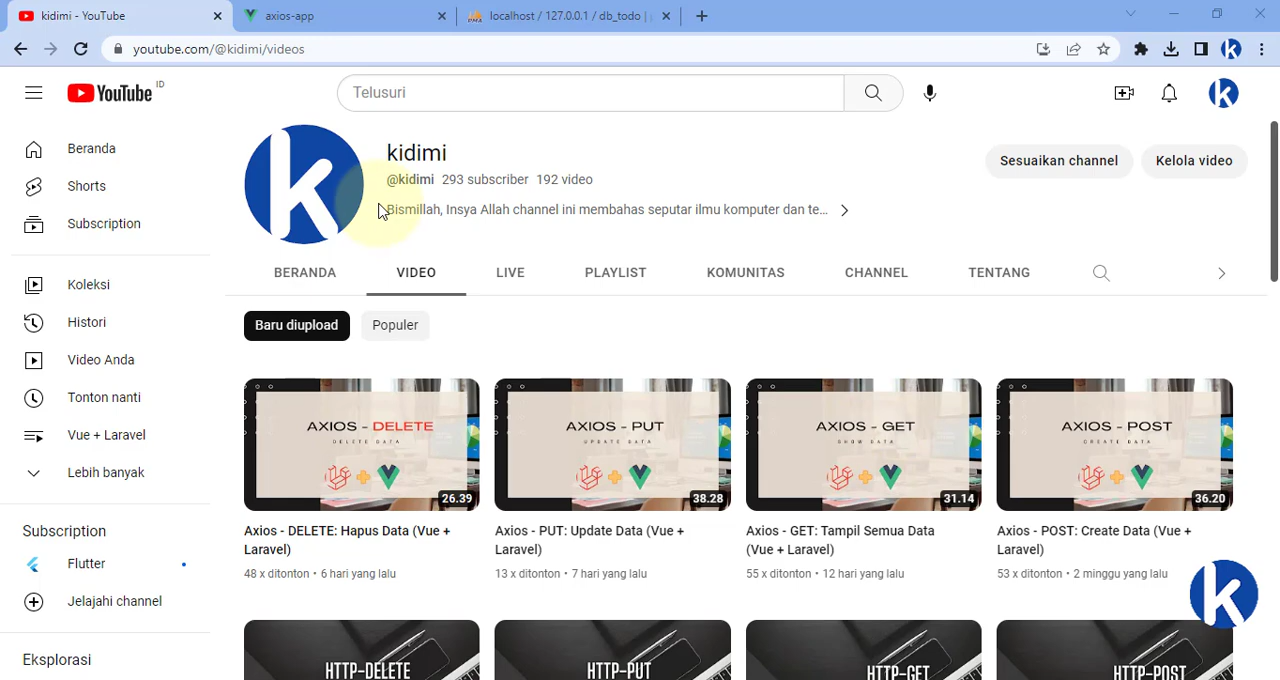 kidimi - YouTube
axios-app
localhost / 127.0.0.1 / db_todo |
youtube.com/@kidimi/videos
YouTube ID
Telusuri
Beranda
Shorts
Subscription
Koleksi
Histori
Video Anda
Tonton nanti
Vue + Laravel
Lebih banyak
Subscription
Flutter
Jelajahi channel
Eksplorasi
kidimi
@kidimi 293 subscriber 192 video
Bismillah, Insya Allah channel ini membahas seputar ilmu komputer dan te...
Sesuaikan channel
Kelola video
BERANDA VIDEO LIVE PLAYLIST KOMUNITAS CHANNEL TENTANG
Baru diupload Populer
AXIOS - DELETE
DELETE DATA
26.39
Axios - DELETE: Hapus Data (Vue +
Laravel)
48 x ditonton • 6 hari yang lalu
AXIOS - PUT
UPDATE DATA
38.28
Axios - PUT: Update Data (Vue +
Laravel)
13 x ditonton • 7 hari yang lalu
AXIOS - GET
SHOW DATA
31.14
Axios - GET: Tampil Semua Data
(Vue + Laravel)
55 x ditonton • 12 hari yang lalu
AXIOS - POST
CREATE DATA
36.20
Axios - POST: Create Data (Vue +
Laravel)
53 x ditonton • 2 minggu yang lalu
HTTP-DELETE
HTTP-PUT
HTTP-GET
HTTP-POST